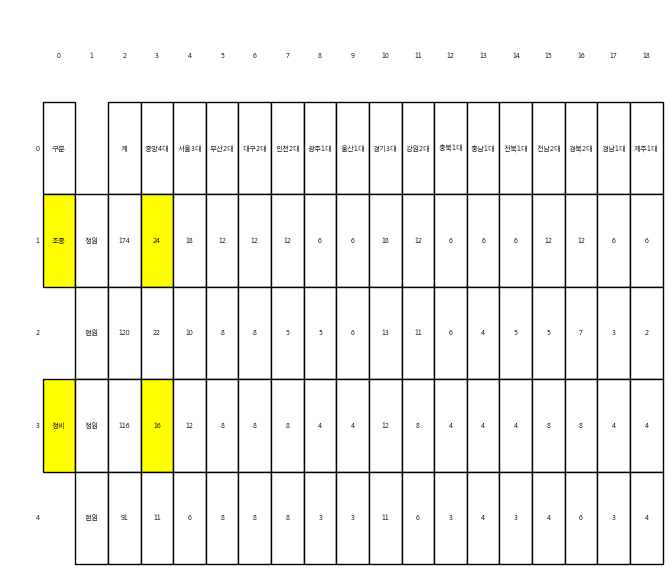 0 1 2 3 4 5 6 7 8 9 10 11 12 13 14 15 16 17 18
0 구분 계 중앙4대 서울3대 부산2대 대구2대 인천2대 광주1대 울산1대 경기3대 강원2대 충북1대 충남1대 전북1대 전남2대 경북2대 경남1대 제주1대
1 조종 정원 174 24 18 12 12 12 6 6 18 12 6 6 6 12 12 6 6
2 현원 120 22 10 8 8 5 5 6 13 11 6 4 5 5 7 3 2
3 정비 정원 116 16 12 8 8 8 4 4 12 8 4 4 4 8 8 4 4
4 현원 91 11 6 8 8 8 3 3 11 6 3 4 3 4 6 3 4